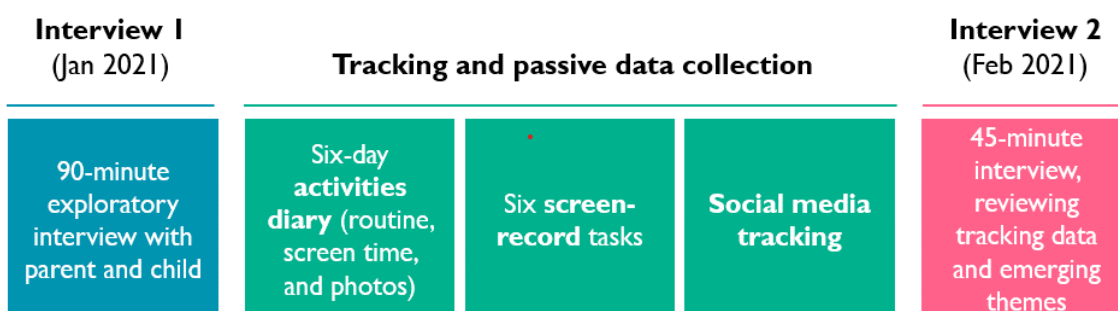 Interview 1
(Jan 2021)
Tracking and passive data collection
Interview 2
(Feb 2021)
90-minute
exploratory
interview with
parent and child
Six-day
activities
diary (routine,
screen time,
and photos)
Six screen-
record tasks
Social media
tracking
45-minute
interview,
reviewing
tracking data
and emerging
themes